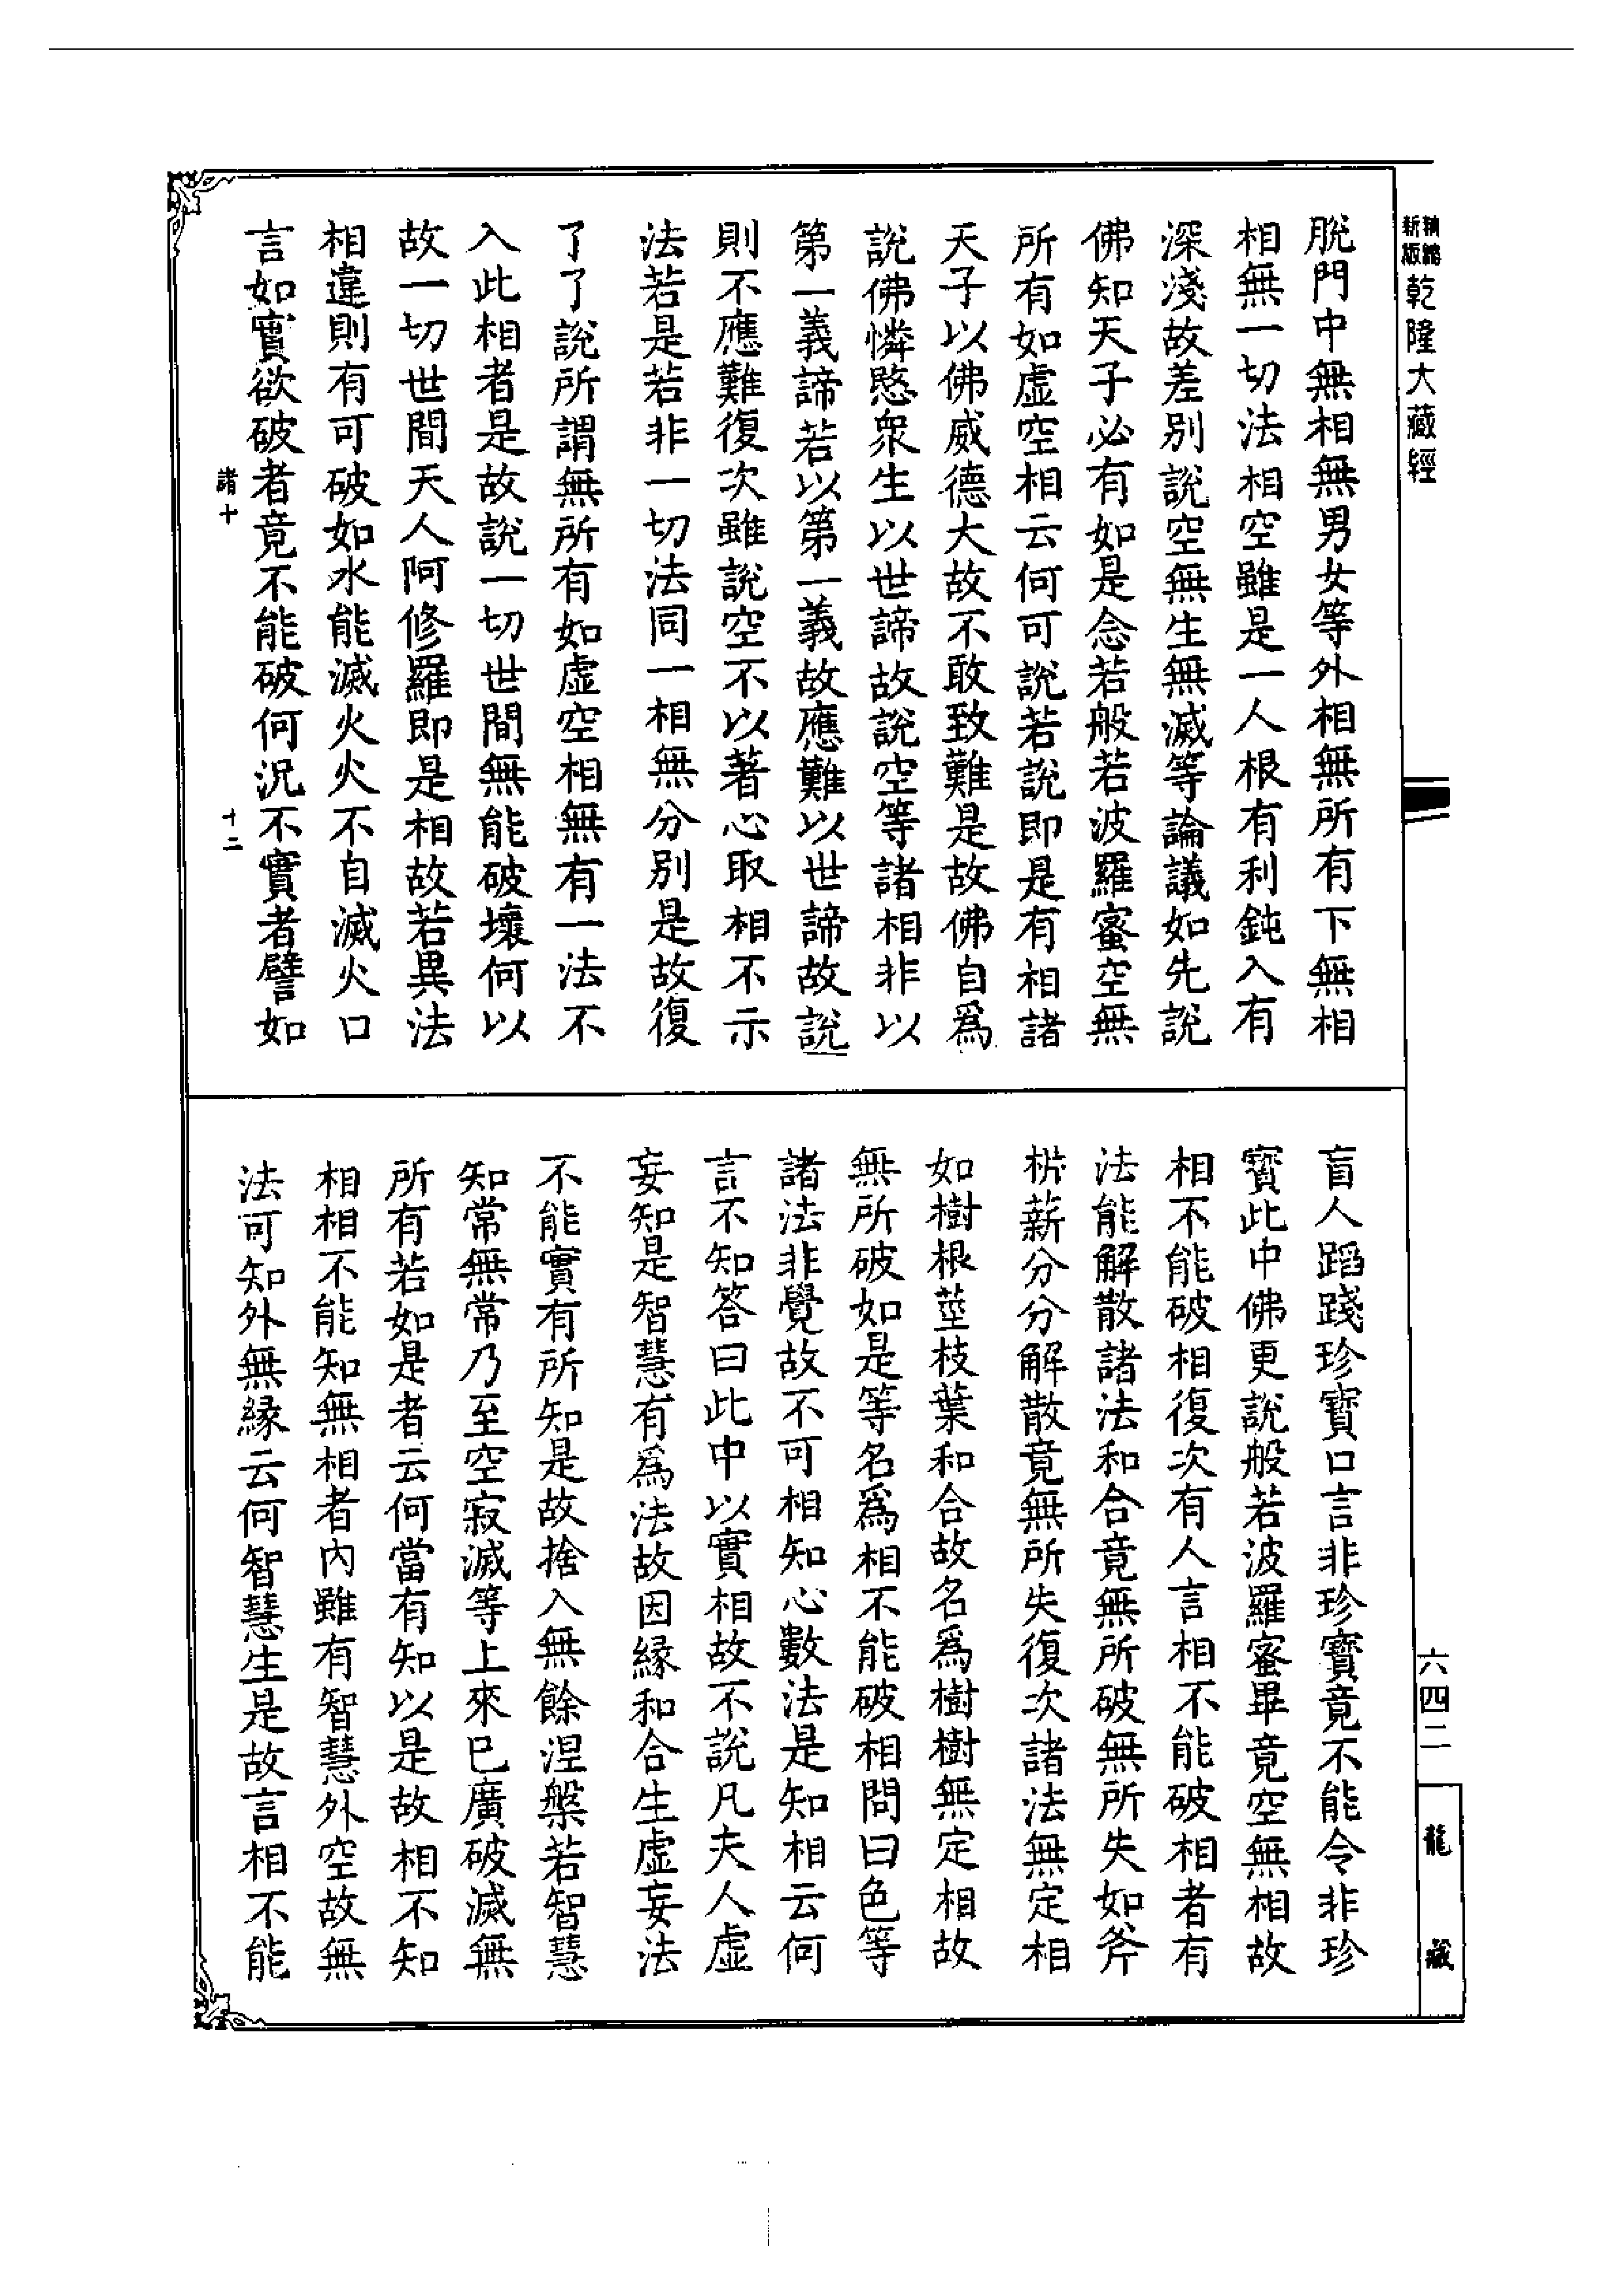 精縮新版乾隆大藏經
脫門中無相無男女等外相無所有下無相
相無一切法相空雖是一人根有利鈍入有
深淺故差別說空無生無滅等論議如先說
佛知天子必有如是念若般若波羅蜜空無
所有如虛空相云何可說若說即是有相諸
天子以佛威德大故不敢致難是故佛自爲
說佛憐愍衆生以世諦故說空等諸相非以
第一義諦若以第一義故應難以世諦故說
則不應難復次雖說空不以著心取相不示
法若是若非一切法同一相無分別是故復
了了說所謂無所有如虛空相無有一法不
入此相者是故說一切世間無能破壞何以
故一切世間天人阿修羅即是相故若異法
相違則有可破如水能滅火火不自滅火口
言如實欲破者竟不能破何況不實者譬如
諸十
十二
盲人蹈踐珍寶口言非珍寶竟不能令非珍
寶此中佛更說般若波羅蜜畢竟空無相故
相不能破相復次有人言相不能破相者有
法能解散諸法和合竟無所破無所失如斧
析薪分分解散竟無所失復次諸法無定相
如樹根莖枝葉和合故名爲樹樹無定相故
無所破如是等名爲相不能破相問曰色等
諸法非覺故不可相知心數法是知相云何
言不知答曰此中以實相故不說凡夫人虛
妄知是智慧有爲法故因緣和合生虛妄法
不能實有所知是故捨入無餘涅槃若智慧
知常無常乃至空寂滅等上來已廣破滅無
所有若如是者云何當有知以是故相不知
相相不能知無相者內雖有智慧外空故無
法可知外無緣云何智慧生是故言相不能
六四二
龍藏